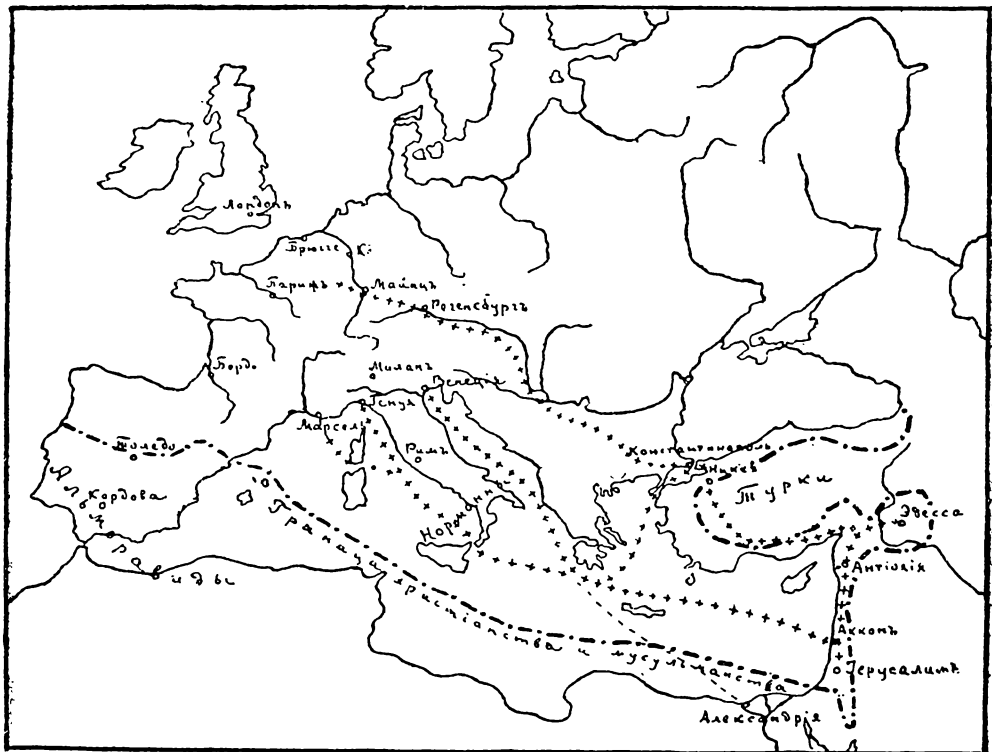 Лондонъ
Брюгге К.
Парижъ
Майнцъ
Регенсбургъ
Бордо
Миланъ
Венеція
Генуя
Марсель
Римъ
Константинополь
Никея
Толедо
Кордова
Альморавиды
Норманны
Турки
Эдесса
Граница христіанства и мусульманства
Антіохія
Акконъ
Іерусалимъ
Александрія